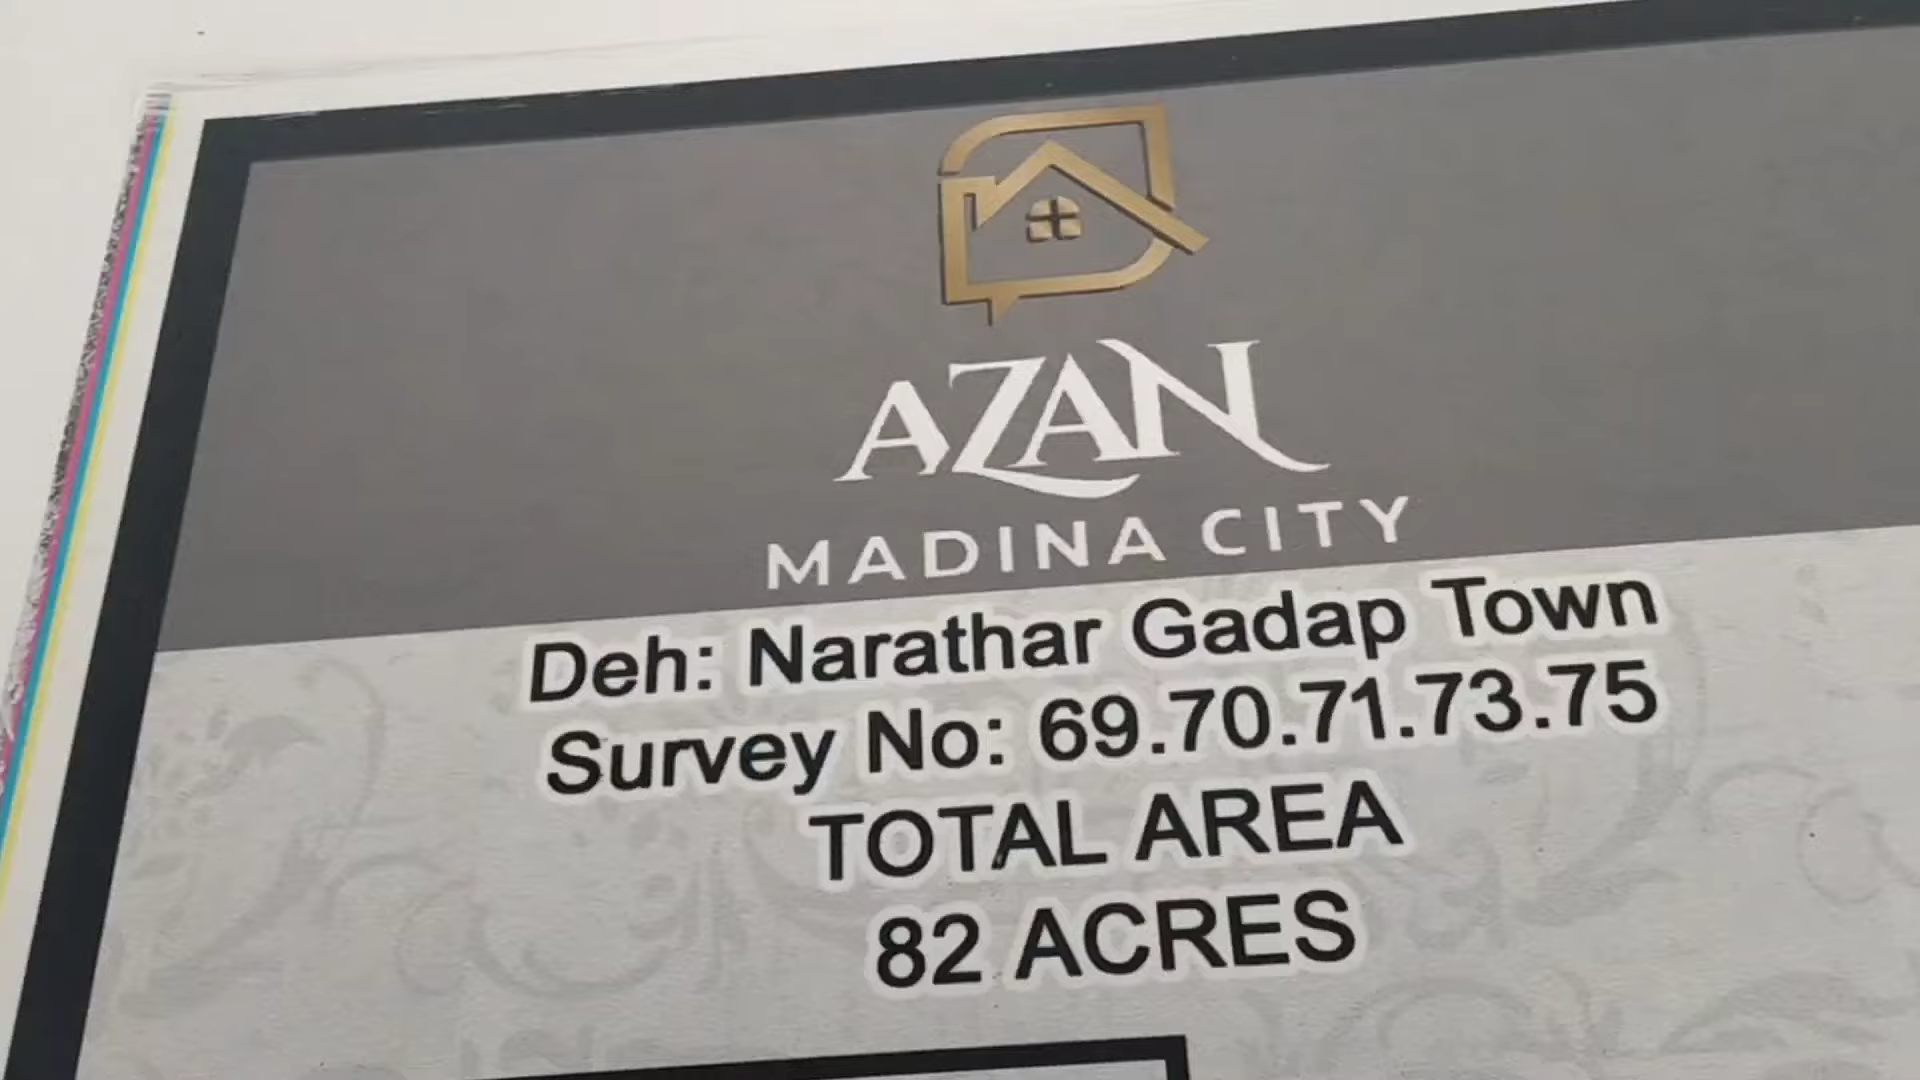 AZAN
MADINA CITY
Deh: Narathar Gadap Town
Survey No: 69.70.71.73.75
TOTAL AREA
82 ACRES